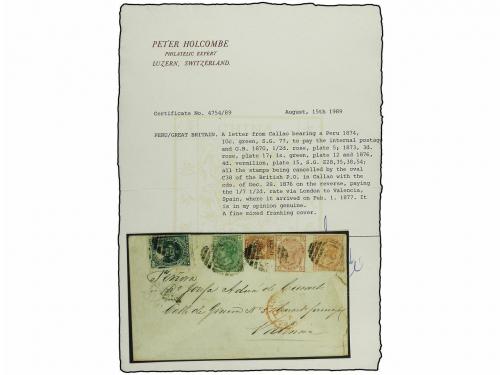 PETER HOLCOMBE
PHILATELIC EXPERT
LUZERN, SWITZERLAND.
Certificate No. 4754/89 August, 15th 1989
PERU/GREAT BRITAIN. A letter from Callao bearing a Peru 1874,
10c. green, S.G. 77, to pay the internal postage
and G.B. 1870, 1/2d. rose, plate 5; 1873, 3d.
rose, plate 17; 1s. green, plate 12 and 1876,
4d. vermilion, plate 15, S.G. Z28,35,38,54;
all the stamps being cancelled by the oval
C38 of the British P.O. in Callao with the
cds. of Dec. 28. 1876 on the reverse, paying
the 1/7 1/2d. rate via London to Valencia,
Spain, where it arrived on Feb. 1. 1877. It
is in my opinion genuine.
A fine mixed franking cover.
Señora
Calle de
Valencia